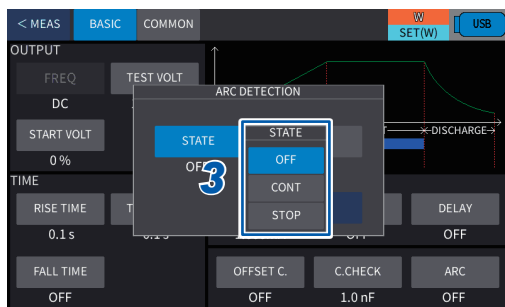 < MEAS BASIC COMMON W SET(W) USB
OUTPUT
FREQ TEST VOLT
DC
ARC DETECTION
START VOLT
0 %
STATE
STATE
OFF
CONT
STOP
3
DISCHARGE
TIME
RISE TIME DELAY
0.1 s OFF
FALL TIME OFFSET C. C.CHECK ARC
OFF OFF 1.0 nF OFF